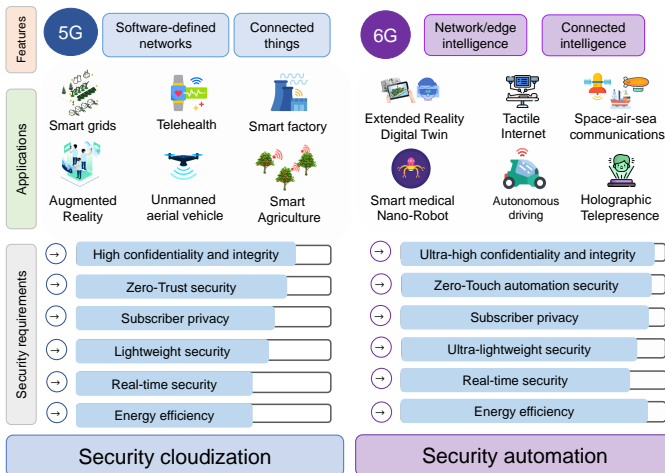 Features
5G
Software-defined
networks
Connected
things
6G
Network/edge
intelligence
Connected
intelligence
Applications
Smart grids
Telehealth
Smart factory
Augmented
Reality
Unmanned
aerial vehicle
Smart
Agriculture
Extended Reality
Digital Twin
Tactile
Internet
Space-air-sea
communications
Smart medical
Nano-Robot
Autonomous
driving
Holographic
Telepresence
Security requirements
High confidentiality and integrity
Zero-Trust security
Subscriber privacy
Lightweight security
Real-time security
Energy efficiency
Ultra-high confidentiality and integrity
Zero-Touch automation security
Subscriber privacy
Ultra-lightweight security
Real-time security
Energy efficiency
Security cloudization
Security automation